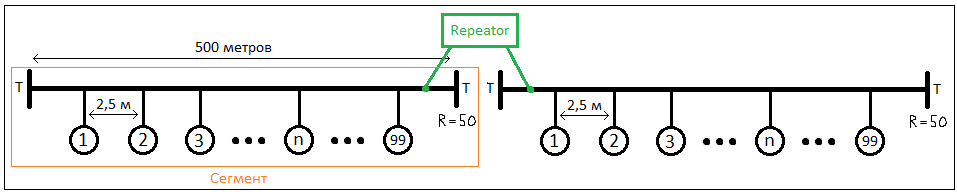 Repeator
500 метров
T
T
T
T
2,5 м
2,5 м
R=50
R=50
1
2
3
n
99
1
2
3
n
99
Сегмент